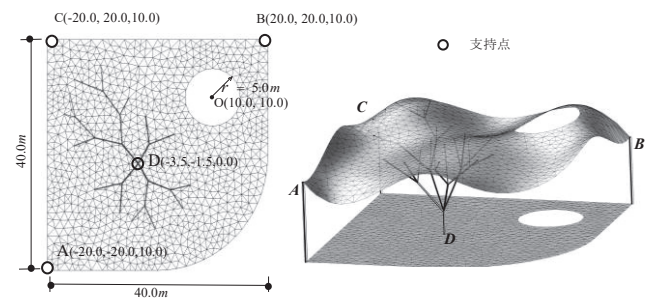 C(-20.0, 20.0,10.0)
B(20.0, 20.0,10.0)
支持点
r = 5.0m
O(10.0, 10.0)
40.0m
D(-3.5,-1.5,0.0)
A(-20.0,-20.0,10.0)
40.0m
C
B
A
D